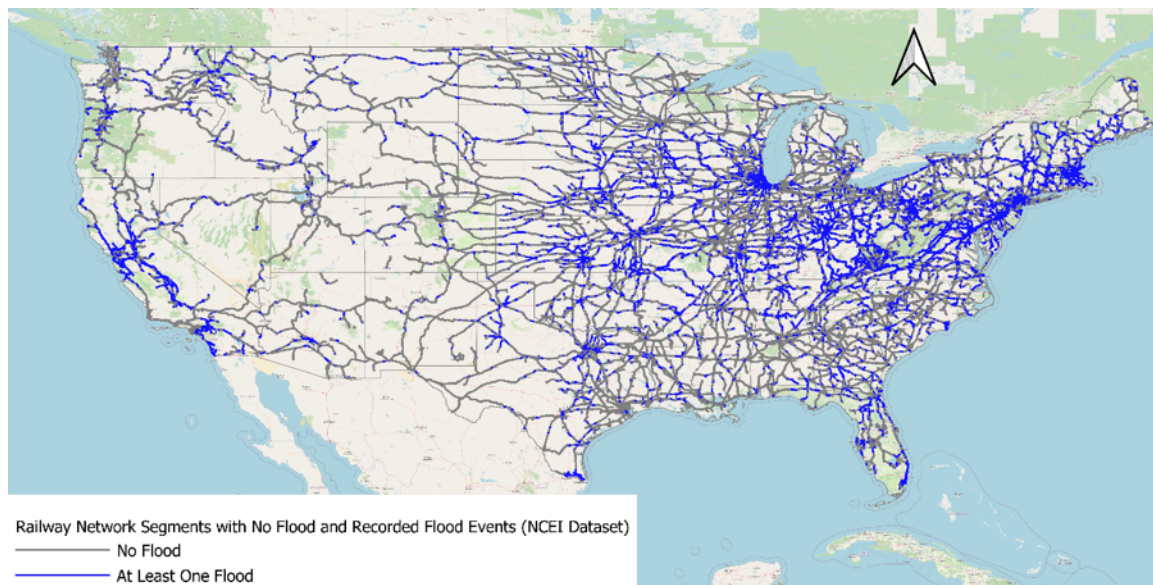 Railway Network Segments with No Flood and Recorded Flood Events (NCEI Dataset)
No Flood
At Least One Flood